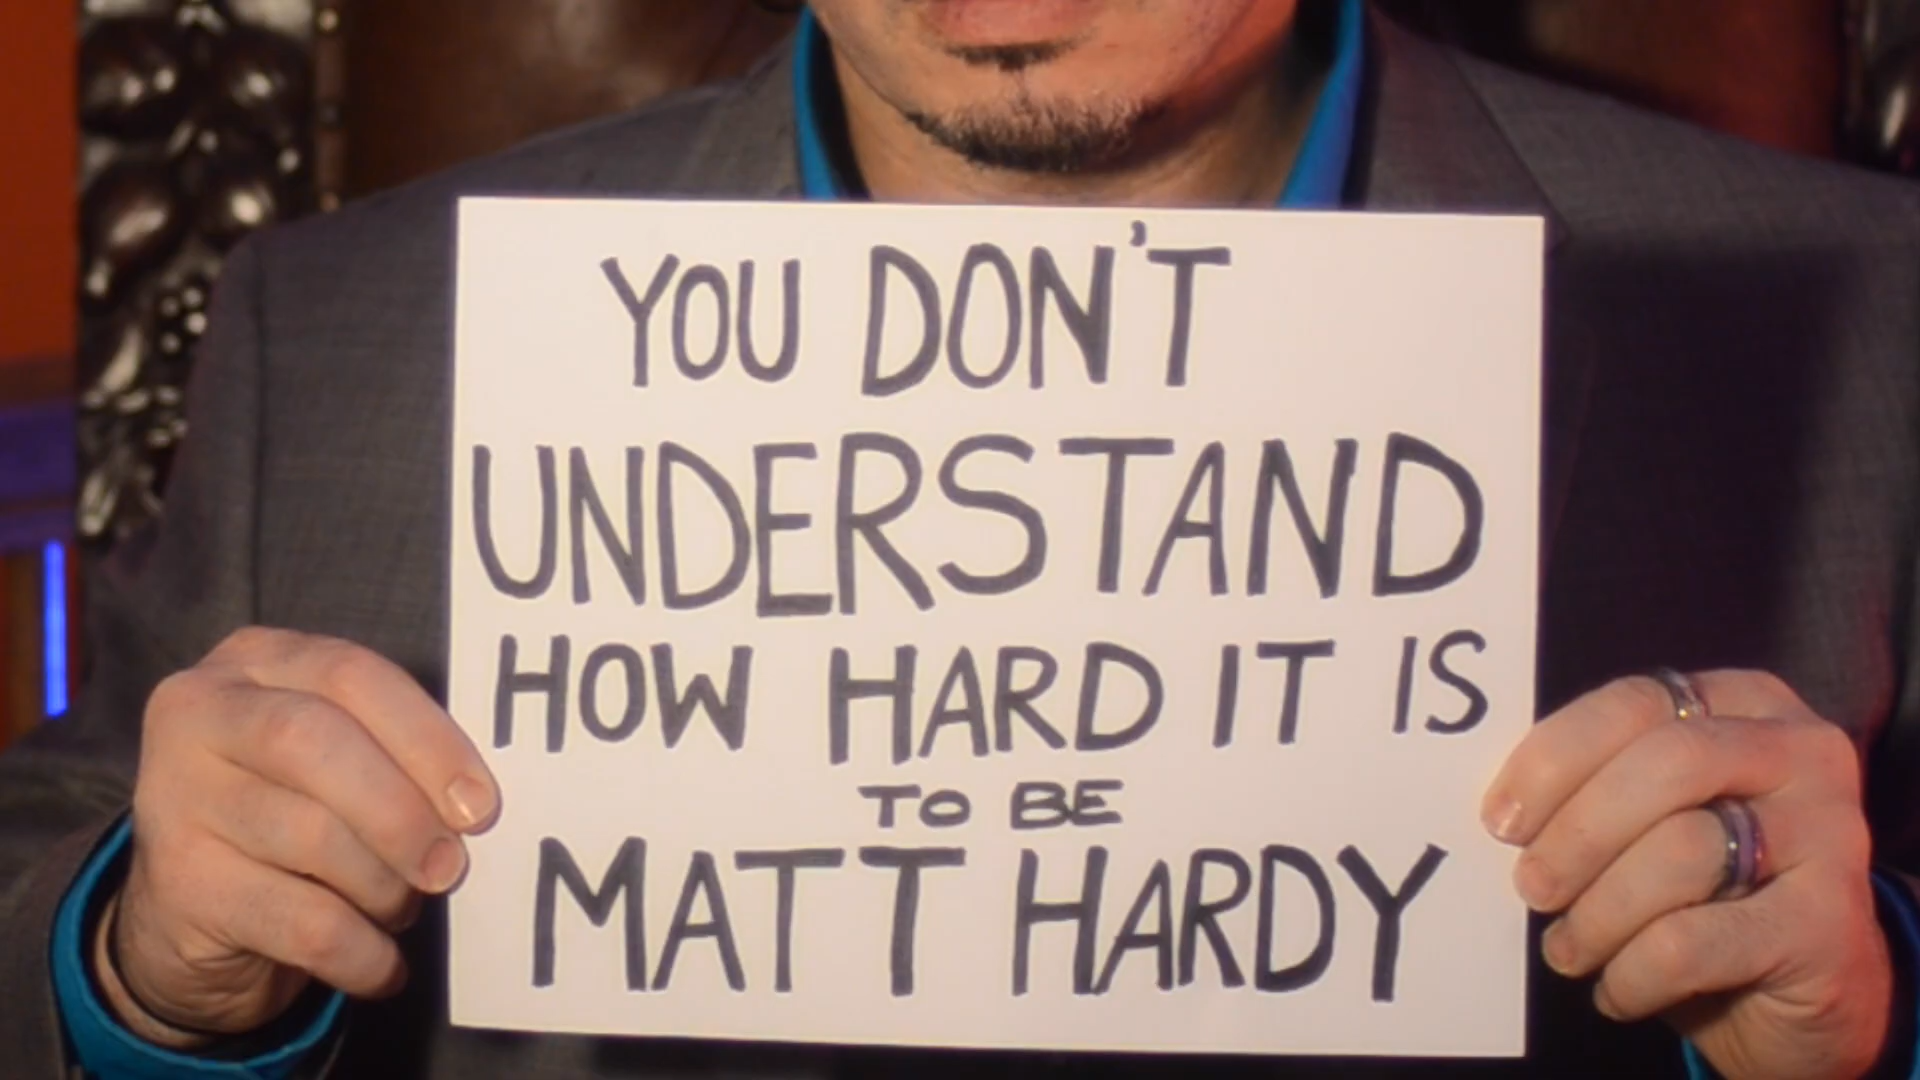 YOU DON'T
UNDERSTAND
HOW HARD IT IS
TO BE
MATT HARDY